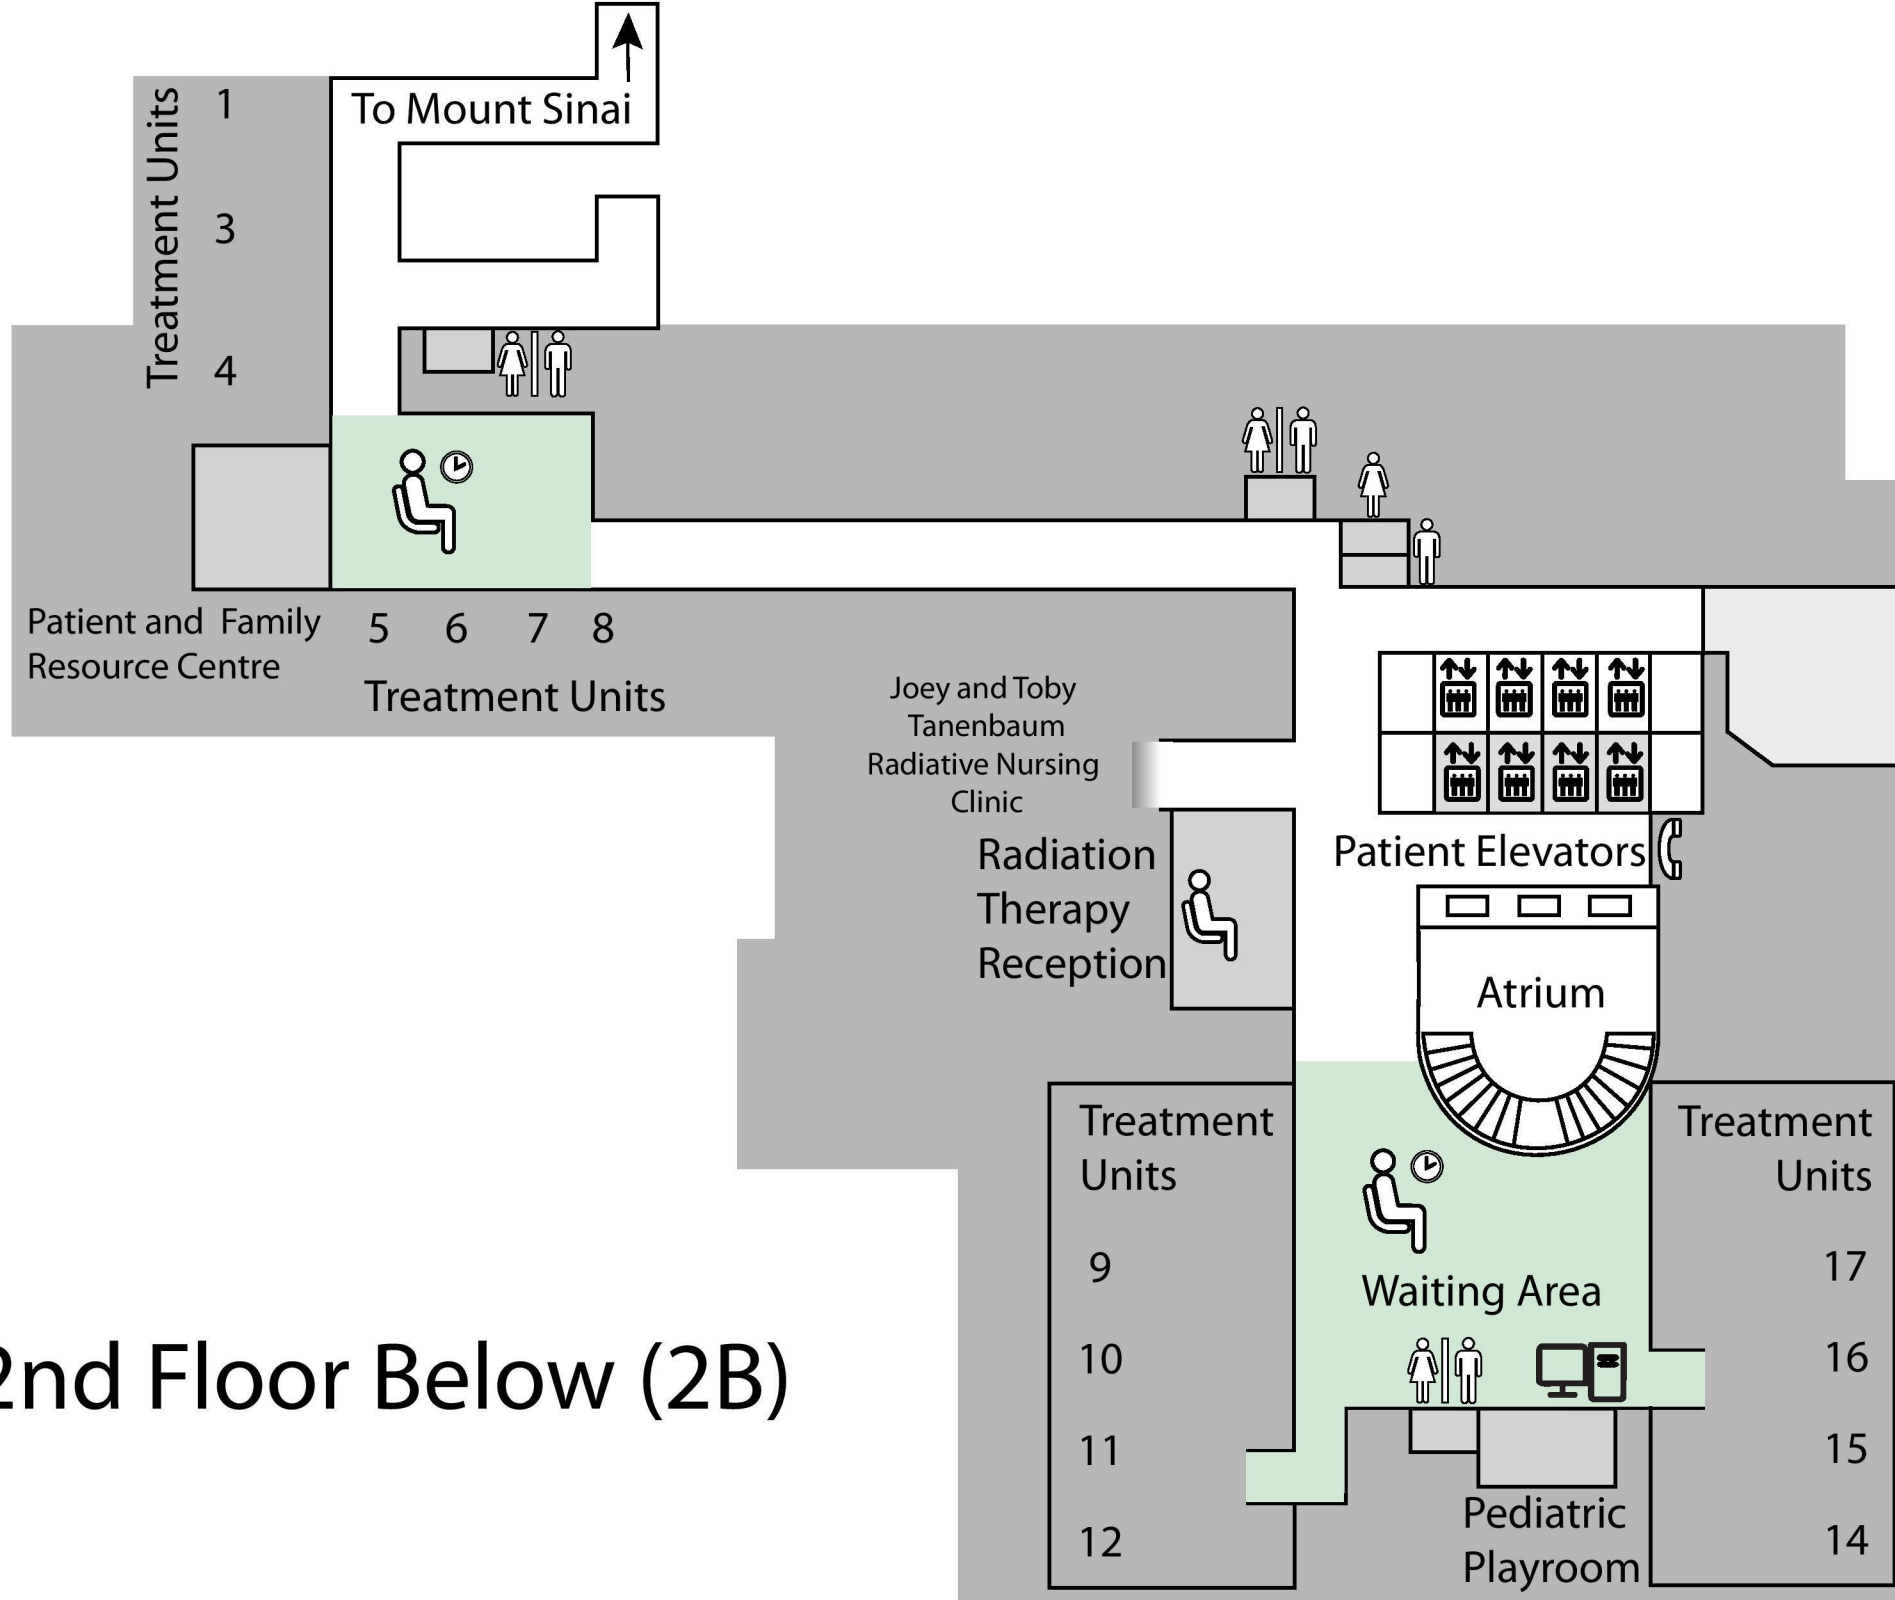 To Mount Sinai
Treatment Units
1
3
4
Patient and Family
Resource Centre
5 6 7 8
Treatment Units
Joey and Toby
Tanenbaum
Radiative Nursing
Clinic
Radiation
Therapy
Reception
Patient Elevators
Atrium
Treatment
Units
9
10
11
12
Waiting Area
Treatment
Units
17
16
15
14
Pediatric
Playroom
2nd Floor Below (2B)